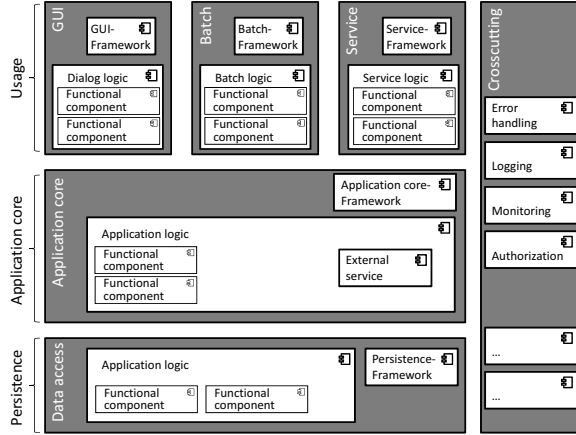 Usage
GUI
GUI-
Framework
Dialog logic
Functional
component
Functional
component
Batch
Batch-
Framework
Batch logic
Functional
component
Functional
component
Service
Service-
Framework
Service logic
Functional
component
Functional
component
Application core
Application core
Application core-
Framework
Application logic
Functional
component
Functional
component
External
service
Persistence
Data access
Application logic
Functional
component
Functional
component
Persistence-
Framework
Crosscutting
Error
handling
Logging
Monitoring
Authorization
...
...